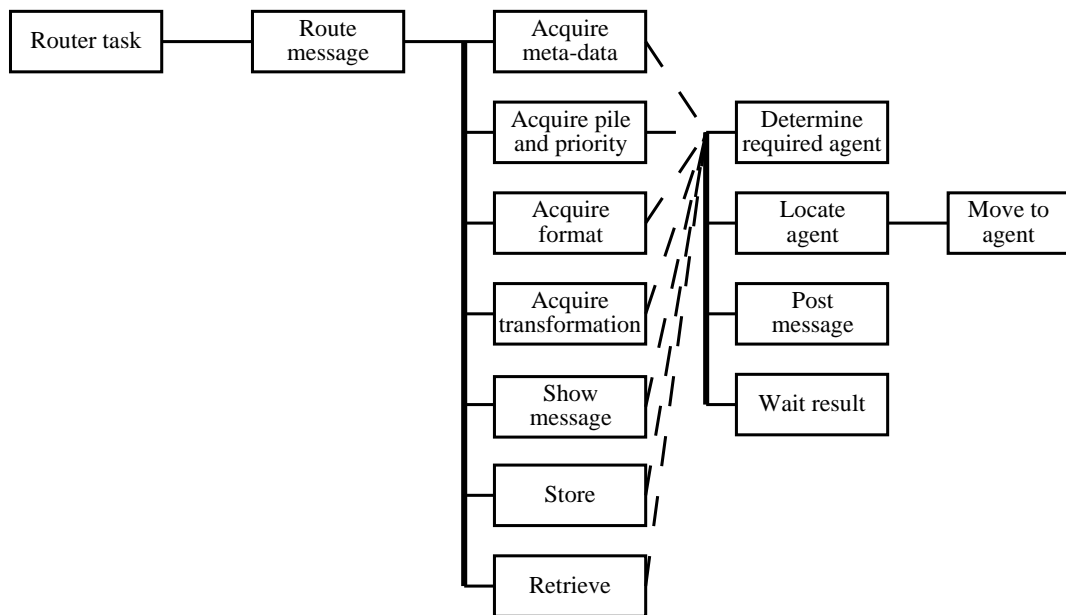 Router task
Route
message
Acquire
meta-data
Acquire pile
and priority
Determine
required agent
Acquire
format
Locate
agent
Move to
agent
Acquire
transformation
Post
message
Show
message
Wait result
Store
Retrieve